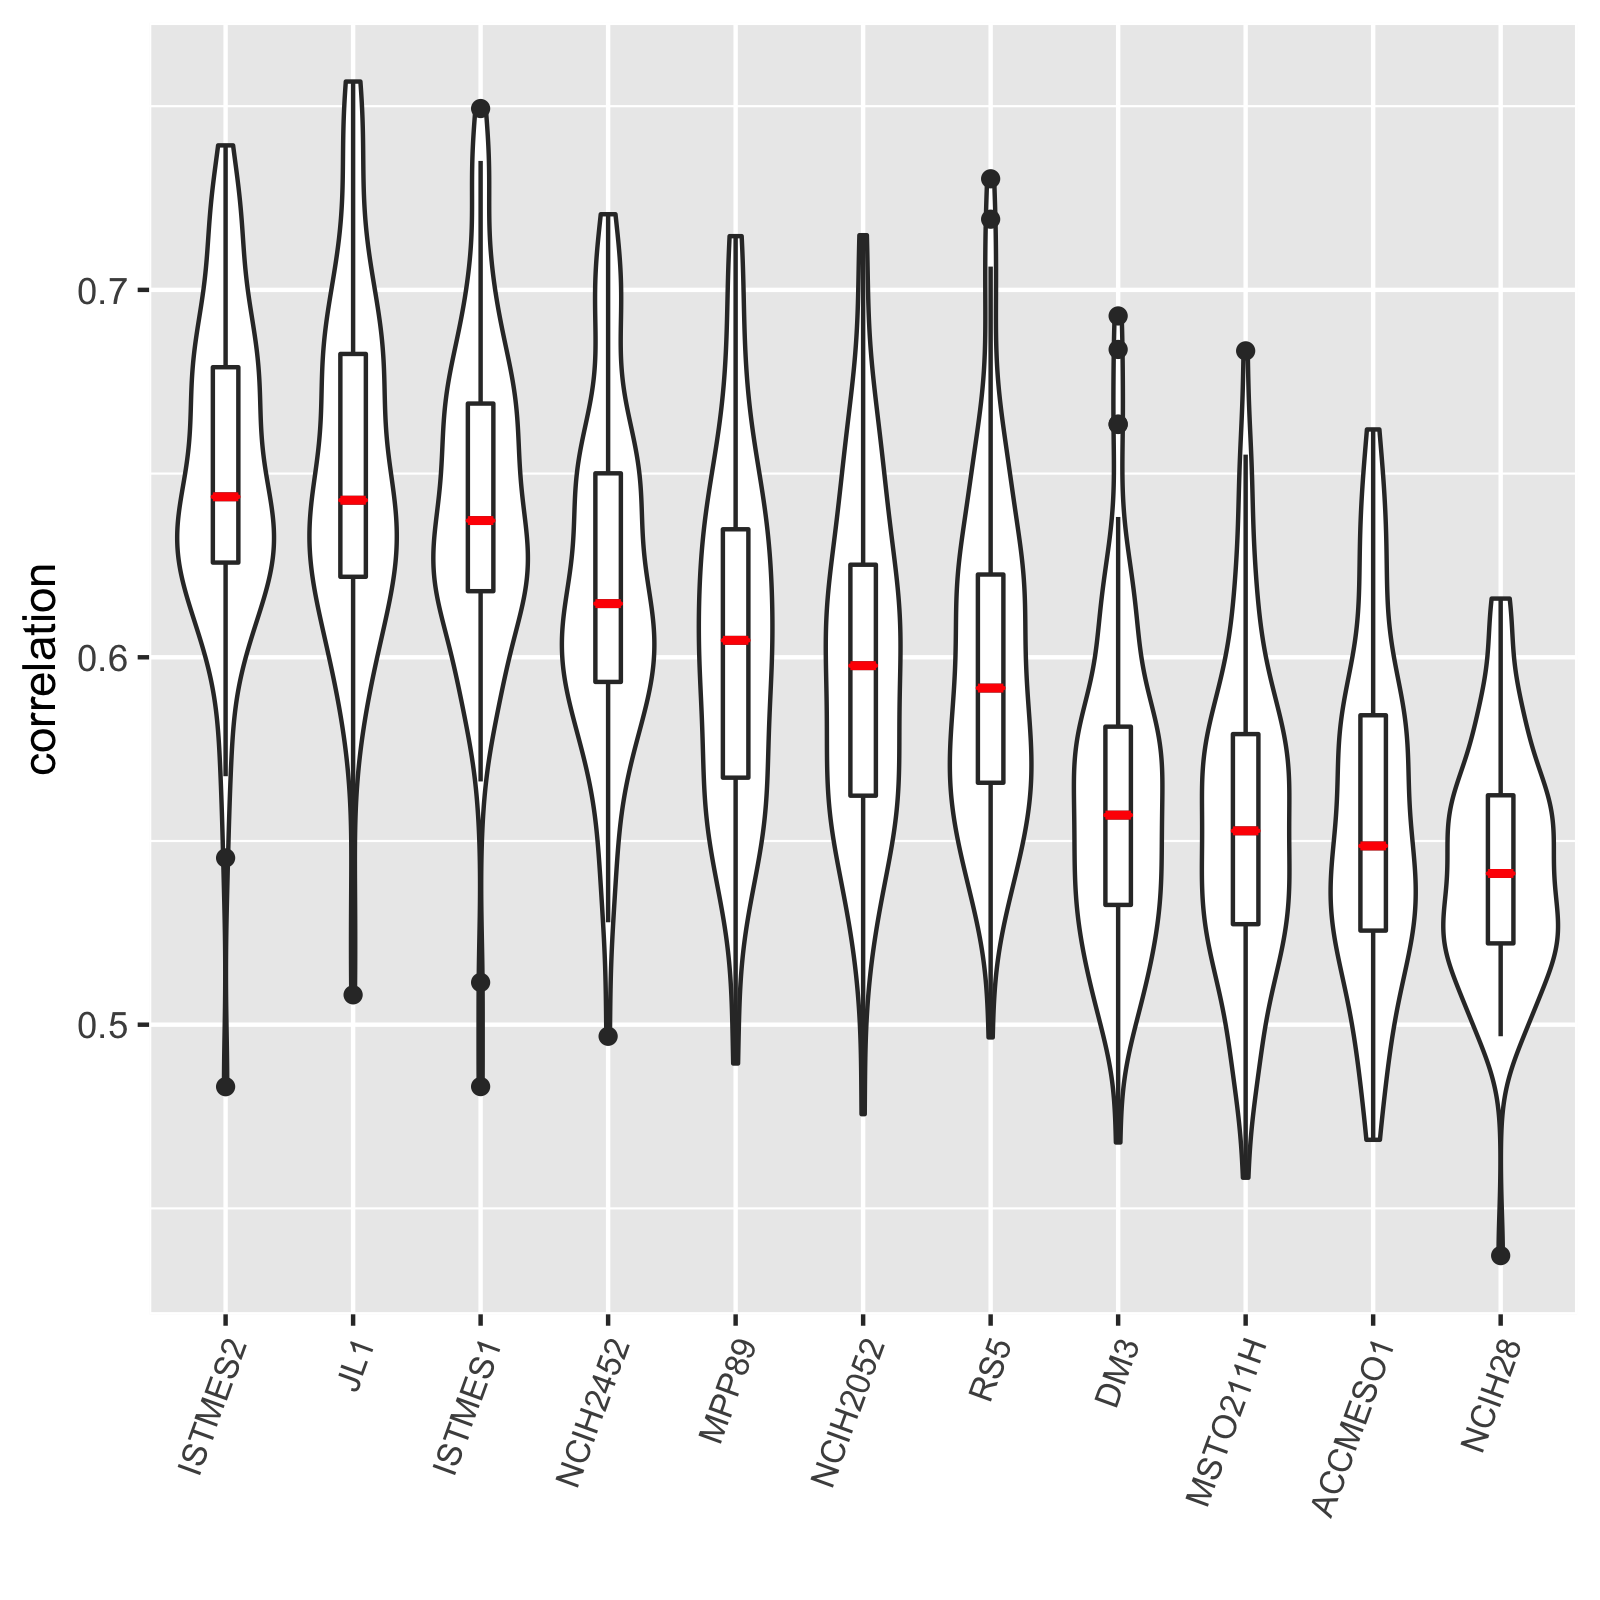 correlation
0.7
0.6
0.5
ISTMES2
JL1
ISTMES1
NCIH2452
MPP89
NCIH2052
RS5
DM3
MSTO211H
ACCMESO1
NCIH28